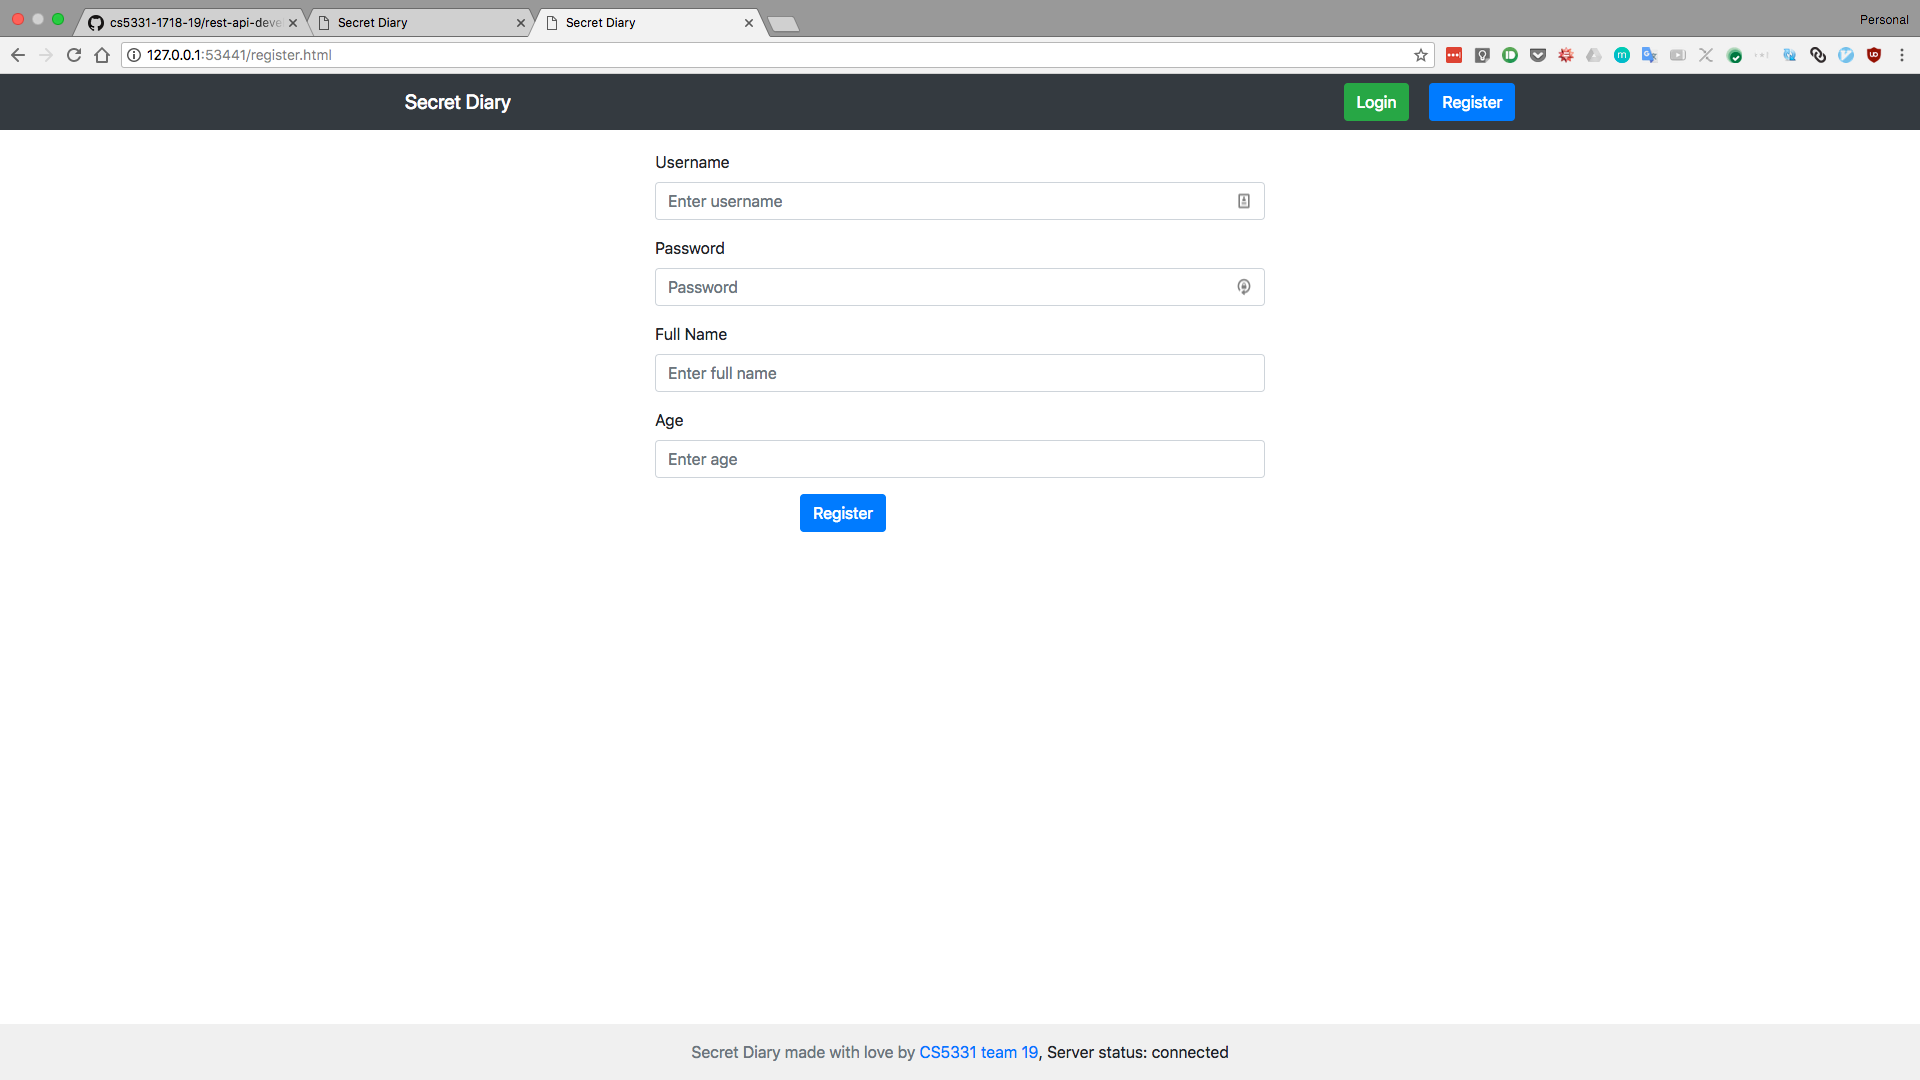 cs5331-1718-19/rest-api-deve
Secret Diary
Secret Diary
Personal
127.0.0.1:53441/register.html
Secret Diary
Login
Register
Username
Enter username
Password
Password
Full Name
Enter full name
Age
Enter age
Register
Secret Diary made with love by CS5331 team 19, Server status: connected